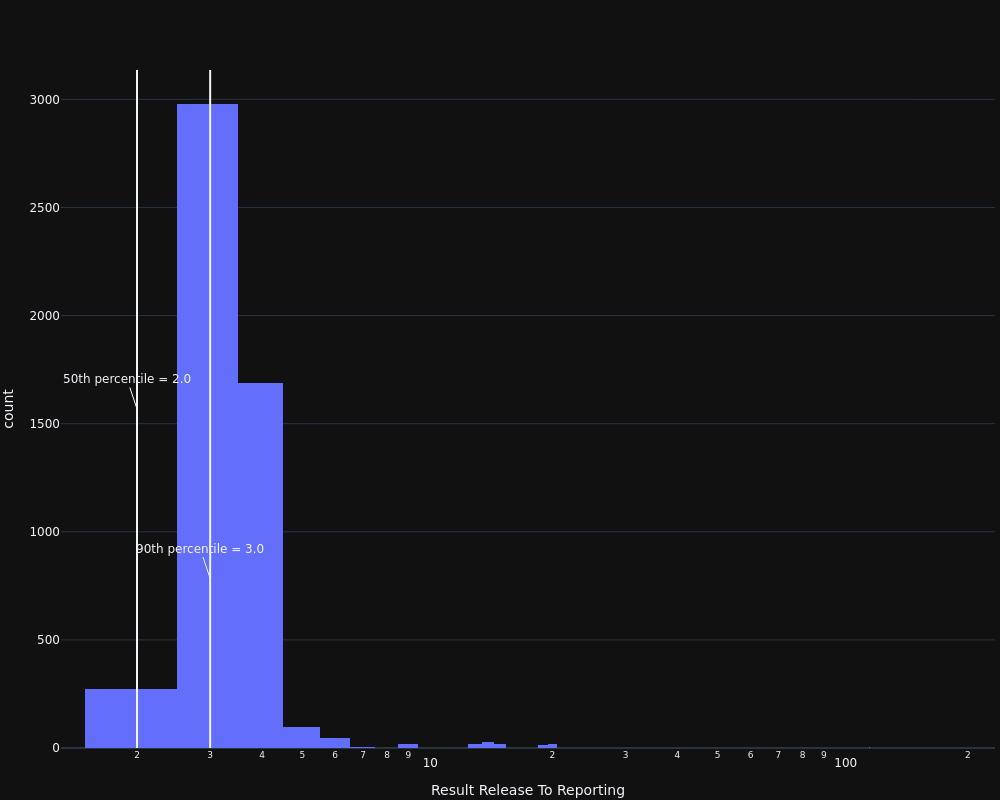 3000
2500
2000
50th percentile = 2.0
1500
count
1000
90th percentile = 3.0
500
0
2 3 4 5 6 7 8 9 10 2 3 4 5 6 7 8 9 100 2
Result Release To Reporting